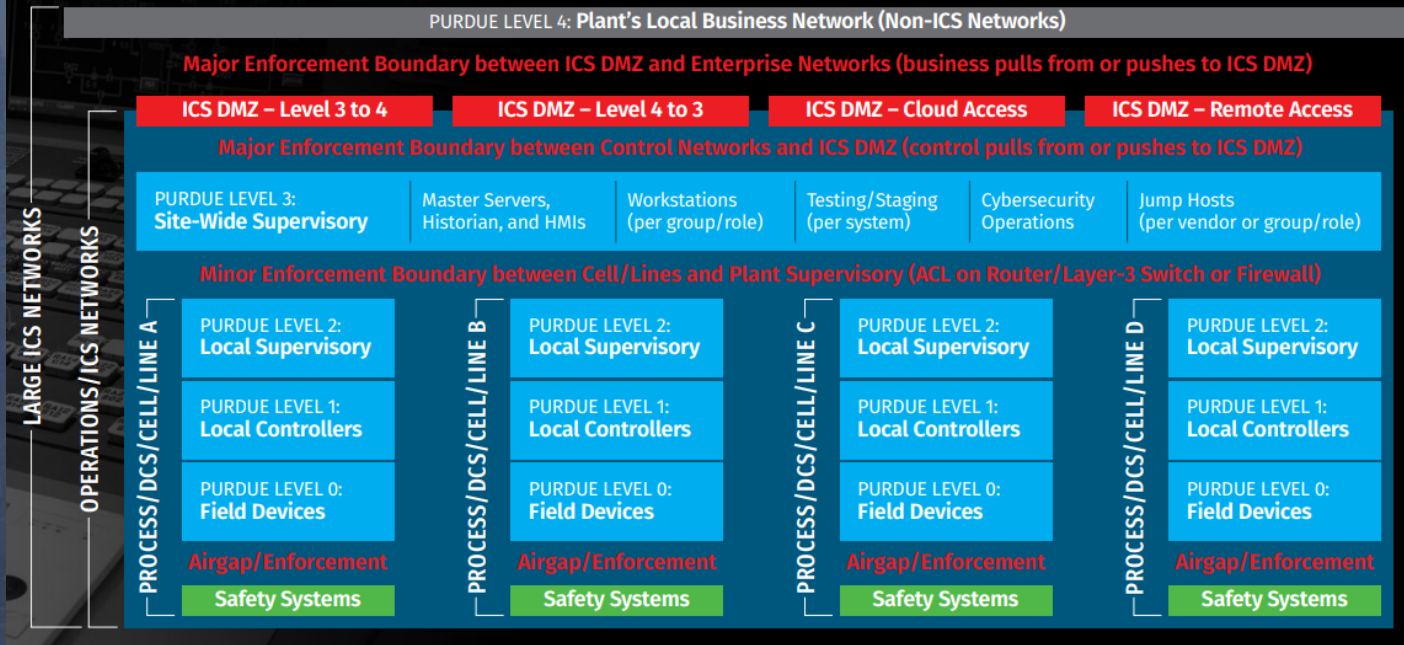 PURDUE LEVEL 4: Plant's Local Business Network (Non-ICS Networks)
Major Enforcement Boundary between ICS DMZ and Enterprise Networks (business pulls from or pushes to ICS DMZ)
ICS DMZ – Level 3 to 4
ICS DMZ – Level 4 to 3
ICS DMZ – Cloud Access
ICS DMZ – Remote Access
Major Enforcement Boundary between Control Networks and ICS DMZ (control pulls from or pushes to ICS DMZ)
PURDUE LEVEL 3:
Site-Wide Supervisory
Master Servers,
Historian, and HMIs
Workstations
(per group/role)
Testing/Staging
(per system)
Cybersecurity
Operations
Jump Hosts
(per vendor or group/role)
Minor Enforcement Boundary between Cell/Lines and Plant Supervisory (ACL on Router/Layer-3 Switch or Firewall)
LARGE ICS NETWORKS
OPERATIONS/ICS NETWORKS
PROCESS/DCS/CELL/LINE A
PURDUE LEVEL 2:
Local Supervisory
PURDUE LEVEL 1:
Local Controllers
PURDUE LEVEL 0:
Field Devices
Airgap/Enforcement
Safety Systems
PROCESS/DCS/CELL/LINE B
PURDUE LEVEL 2:
Local Supervisory
PURDUE LEVEL 1:
Local Controllers
PURDUE LEVEL 0:
Field Devices
Airgap/Enforcement
Safety Systems
PROCESS/DCS/CELL/LINE C
PURDUE LEVEL 2:
Local Supervisory
PURDUE LEVEL 1:
Local Controllers
PURDUE LEVEL 0:
Field Devices
Airgap/Enforcement
Safety Systems
PROCESS/DCS/CELL/LINE D
PURDUE LEVEL 2:
Local Supervisory
PURDUE LEVEL 1:
Local Controllers
PURDUE LEVEL 0:
Field Devices
Airgap/Enforcement
Safety Systems